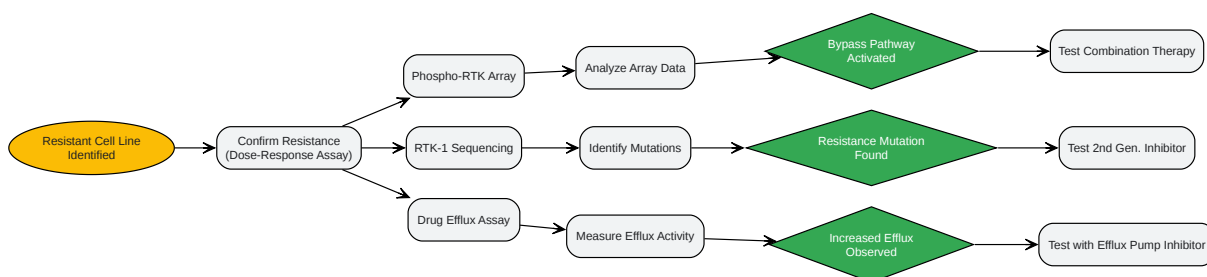 Resistant Cell Line
Identified
Confirm Resistance
(Dose-Response Assay)
Phospho-RTK Array
Analyze Array Data
Bypass Pathway
Activated
Test Combination Therapy
RTK-1 Sequencing
Identify Mutations
Resistance Mutation
Found
Test 2nd Gen. Inhibitor
Drug Efflux Assay
Measure Efflux Activity
Increased Efflux
Observed
Test with Efflux Pump Inhibitor